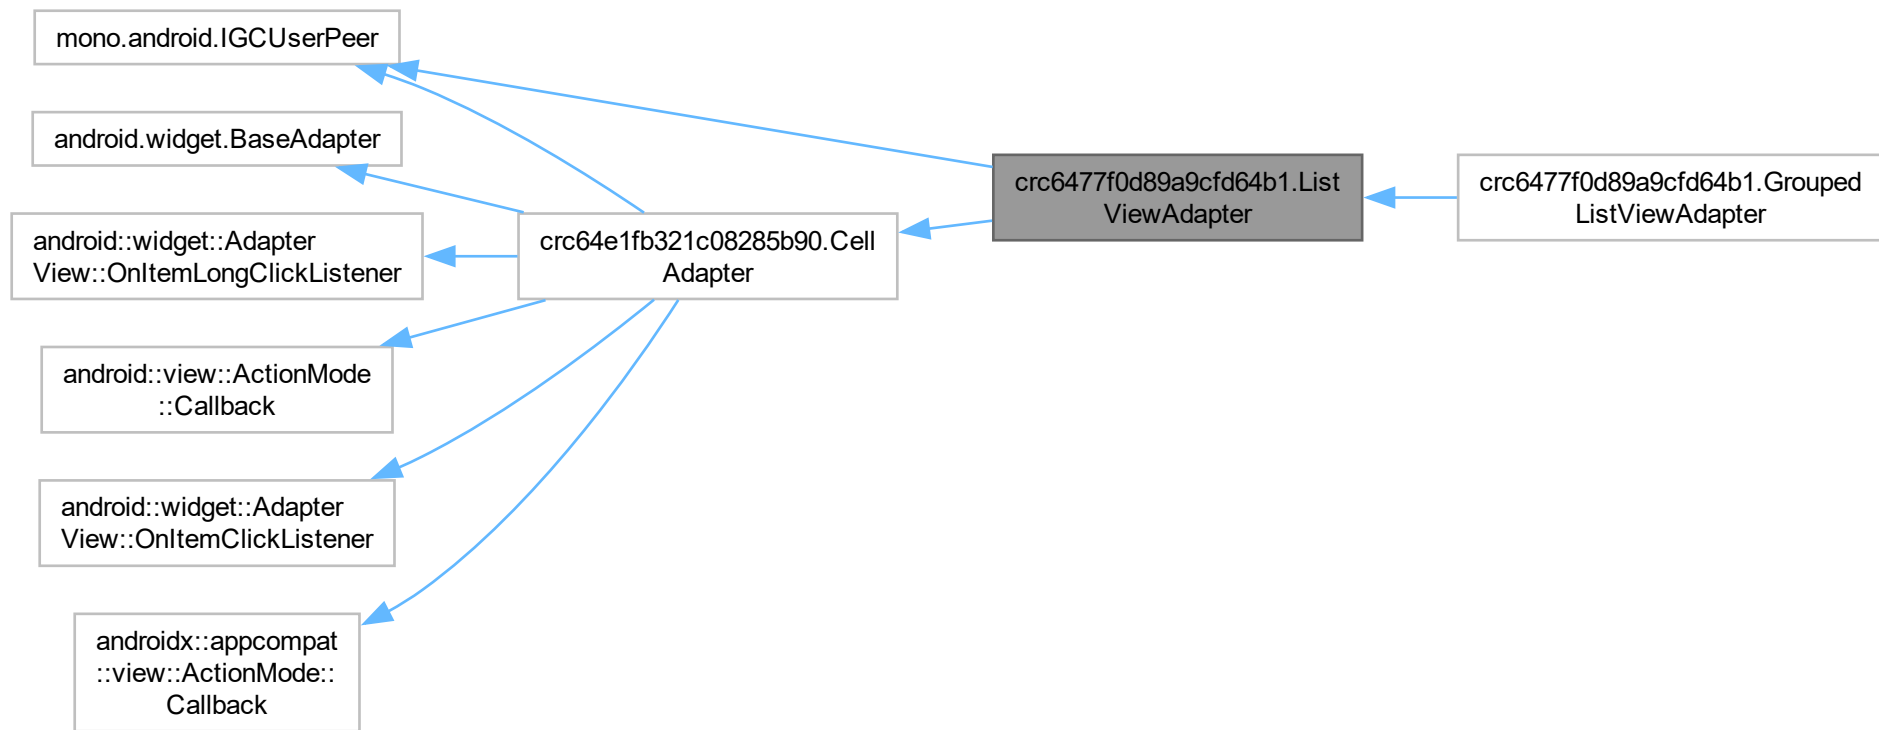 mono.android.IGCUserPeer
android.widget.BaseAdapter
android::widget::Adapter
View::OnItemLongClickListener
android::view::ActionMode
::Callback
android::widget::Adapter
View::OnItemClickListener
androidx::appcompat
::view::ActionMode::
Callback
crc64e1fb321c08285b90.Cell
Adapter
crc6477f0d89a9cfd64b1.List
ViewAdapter
crc6477f0d89a9cfd64b1.Grouped
ListViewAdapter